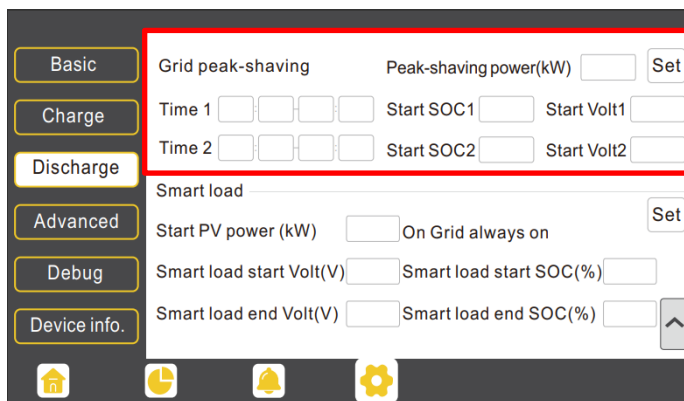 Basic
Charge
Discharge
Advanced
Debug
Device info.
Grid peak-shaving Peak-shaving power(kW) Set
Time 1 : - : Start SOC1 Start Volt1
Time 2 : - : Start SOC2 Start Volt2
Smart load
Set
Start PV power (kW) On Grid always on
Smart load start Volt(V) Smart load start SOC(%)
Smart load end Volt(V) Smart load end SOC(%)